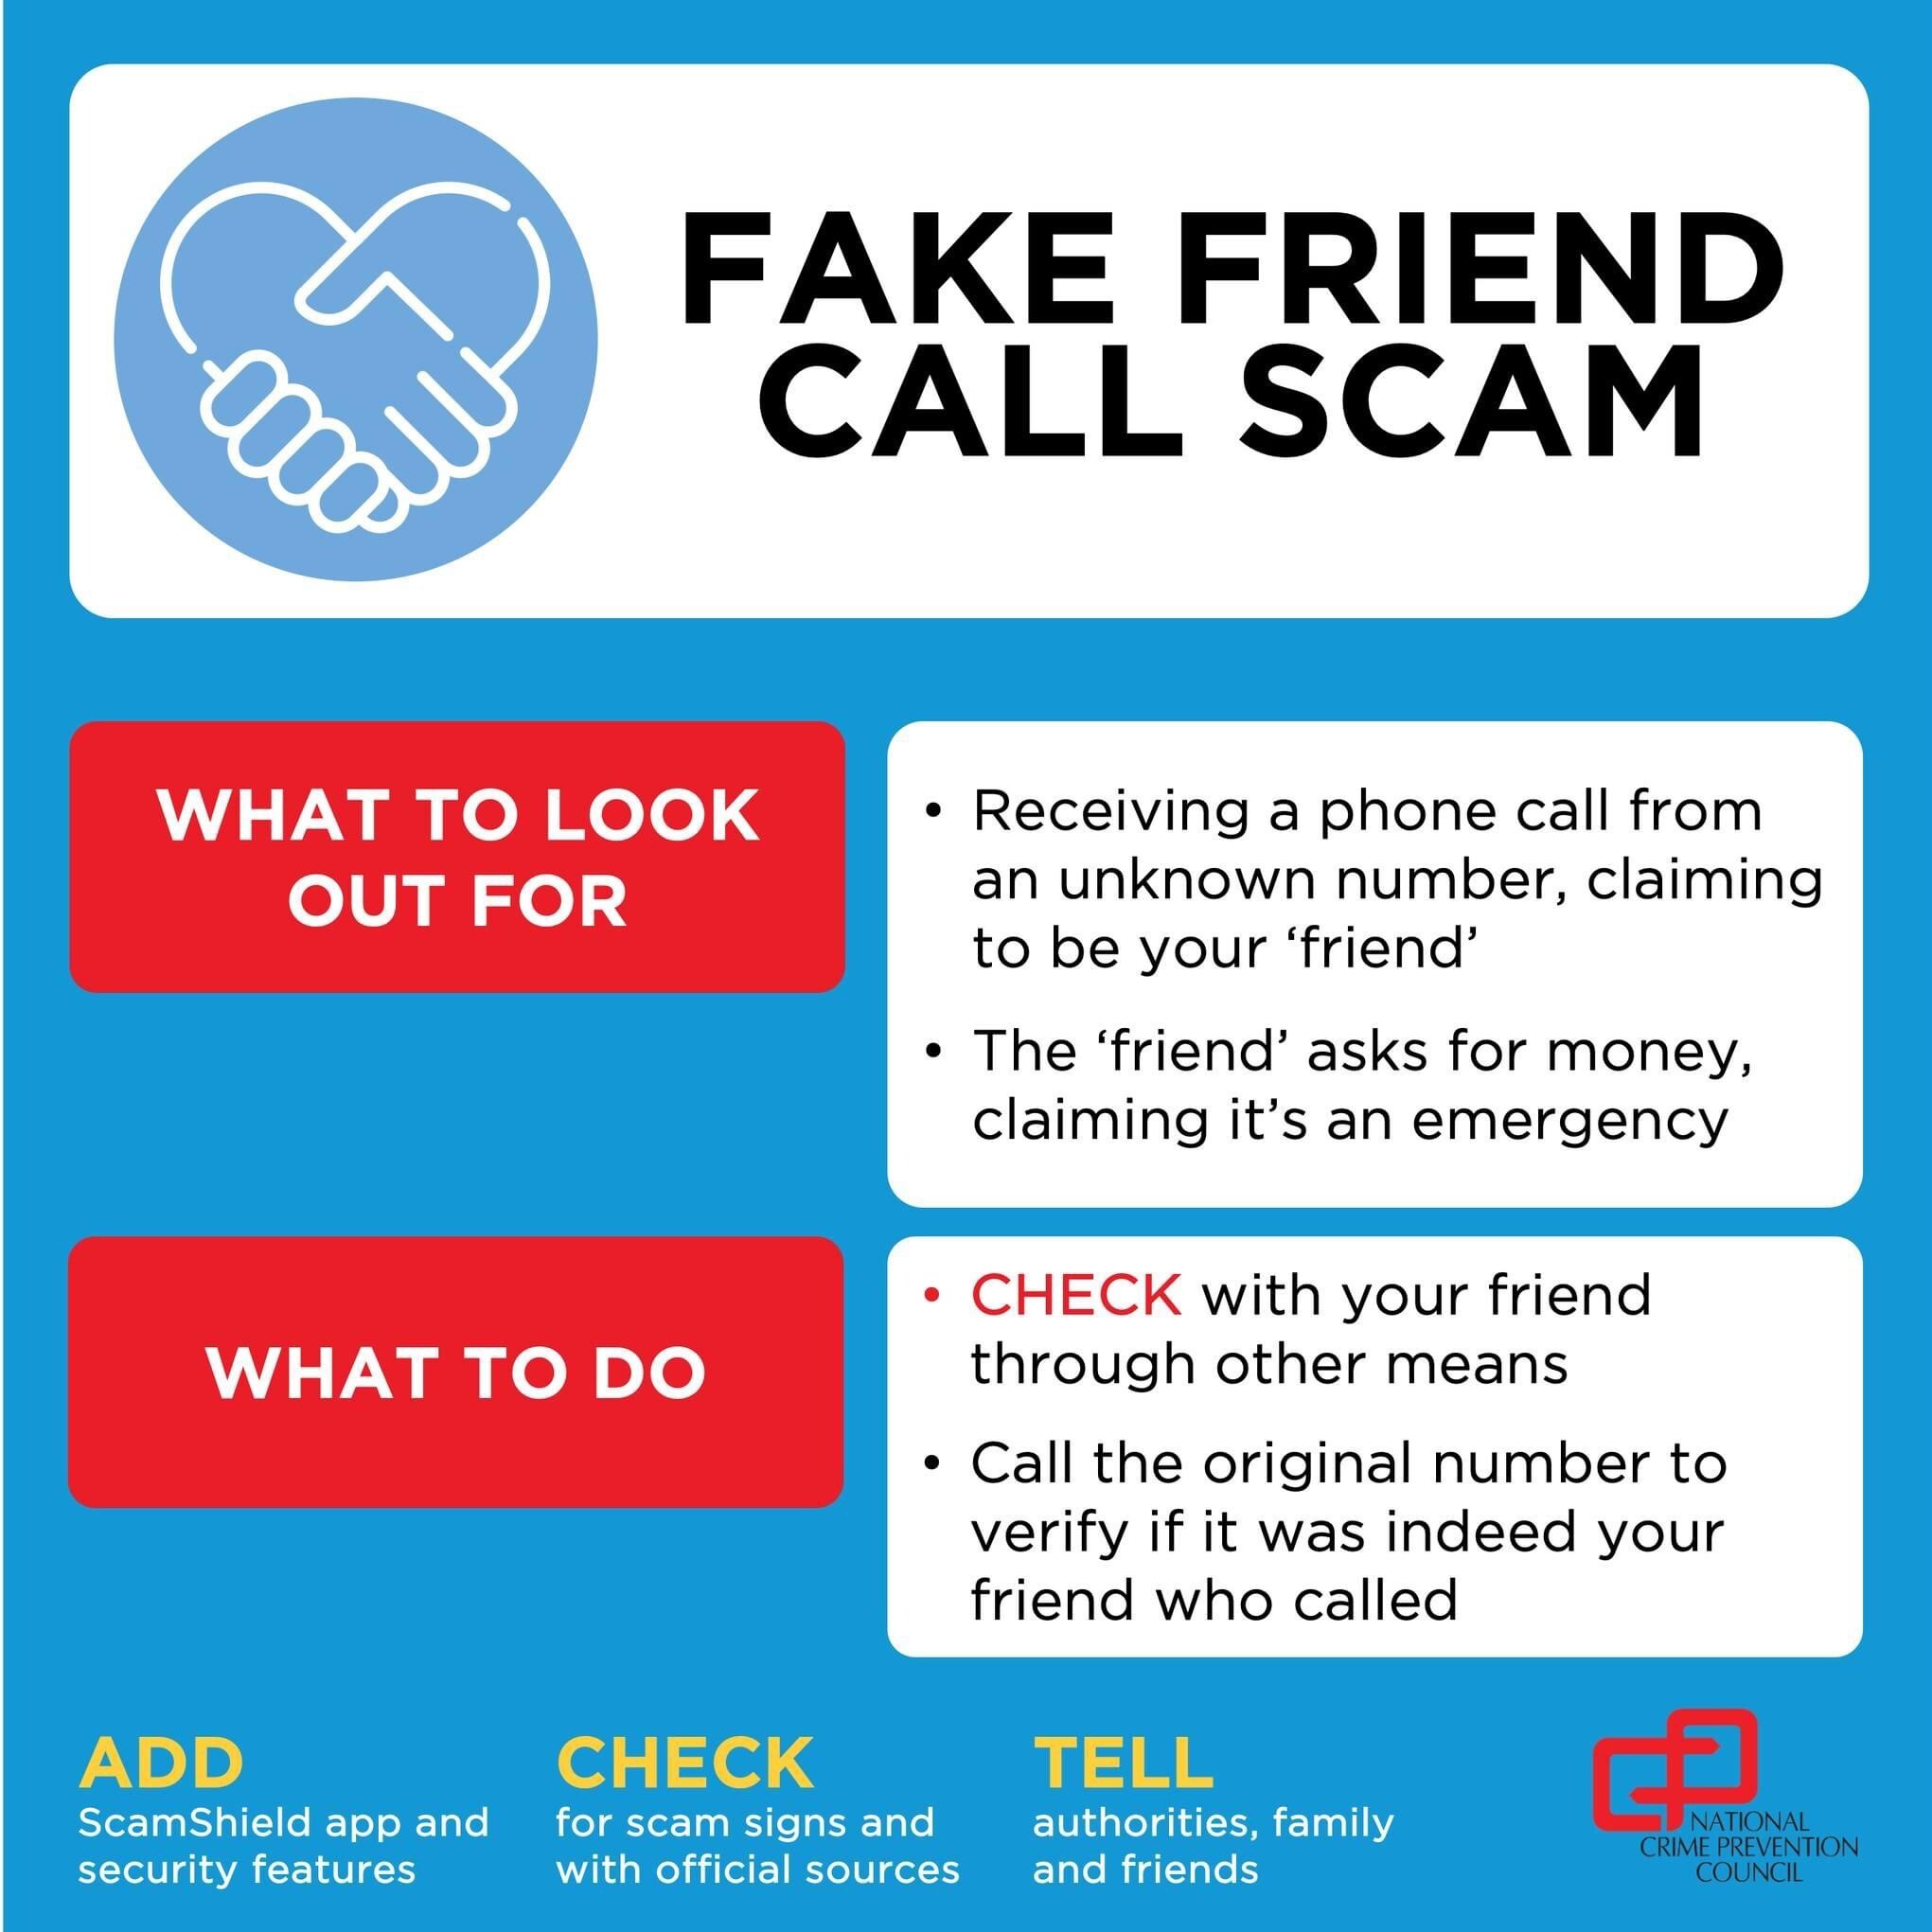 FAKE FRIEND
CALL SCAM
WHAT TO LOOK
OUT FOR
• Receiving a phone call from
an unknown number, claiming
to be your ‘friend’
• The ‘friend’ asks for money,
claiming it’s an emergency
WHAT TO DO
• CHECK with your friend
through other means
• Call the original number to
verify if it was indeed your
friend who called
ADD
ScamShield app and
security features
CHECK
for scam signs and
with official sources
TELL
authorities, family
and friends
NATIONAL
CRIME PREVENTION
COUNCIL